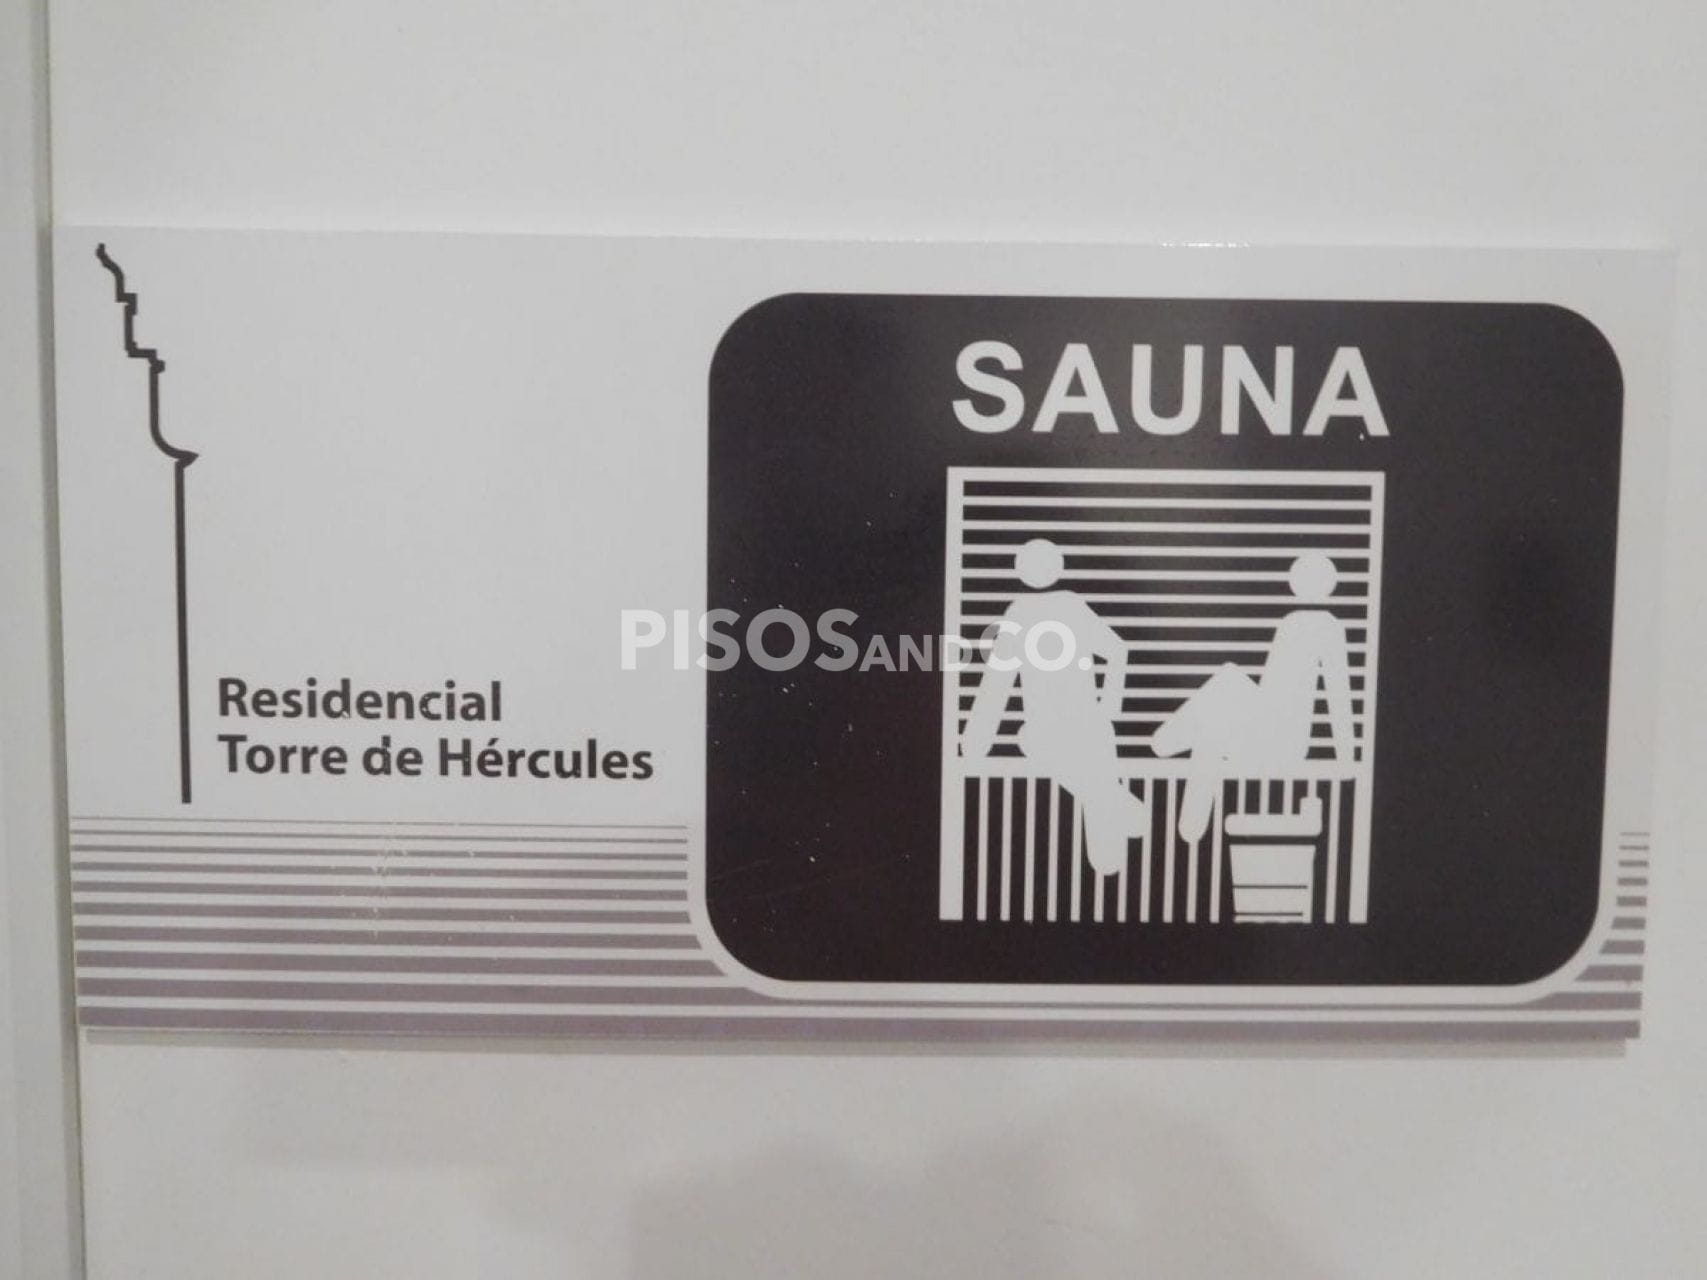 SAUNA
PISOSANDCO.
Residencial
Torre de Hércules